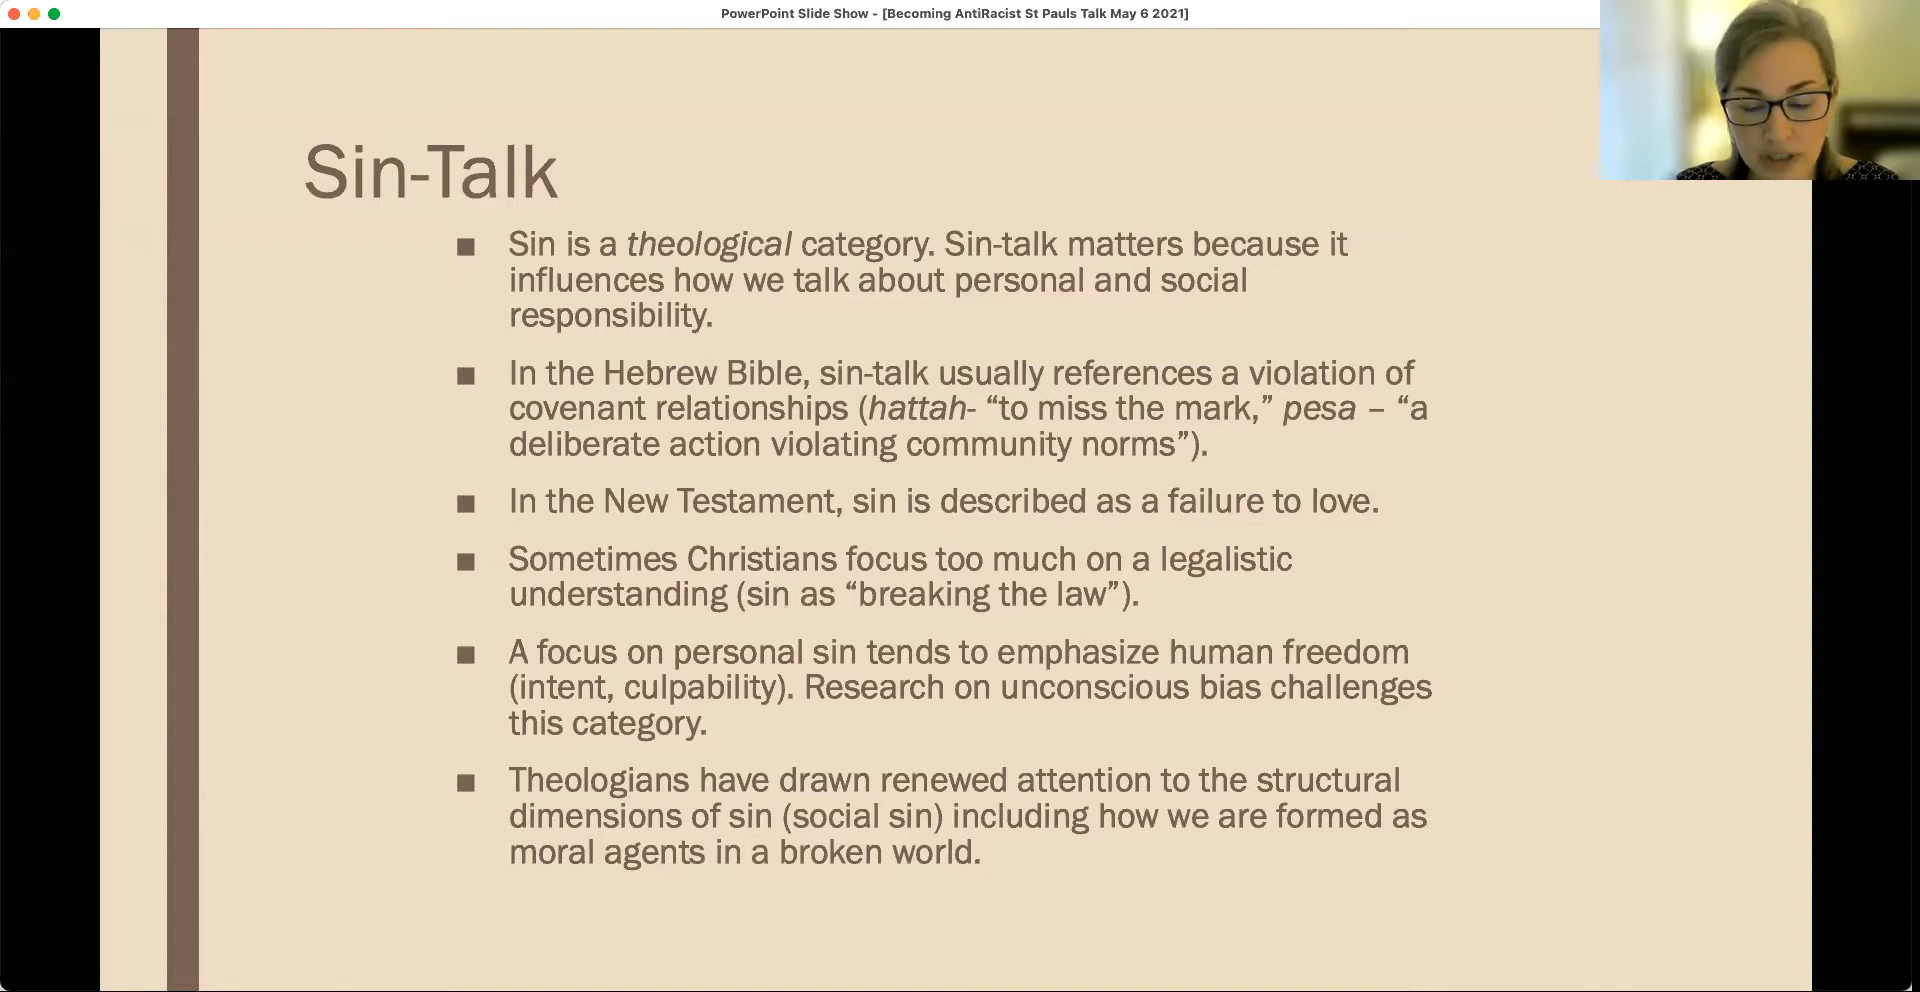 PowerPoint Slide Show - [Becoming AntiRacist St Pauls Talk May 6 2021]
Sin-Talk
■ Sin is a theological category. Sin-talk matters because it
influences how we talk about personal and social
responsibility.
■ In the Hebrew Bible, sin-talk usually references a violation of
covenant relationships (hattah- “to miss the mark,” pesa – “a
deliberate action violating community norms”).
■ In the New Testament, sin is described as a failure to love.
■ Sometimes Christians focus too much on a legalistic
understanding (sin as “breaking the law”).
■ A focus on personal sin tends to emphasize human freedom
(intent, culpability). Research on unconscious bias challenges
this category.
■ Theologians have drawn renewed attention to the structural
dimensions of sin (social sin) including how we are formed as
moral agents in a broken world.